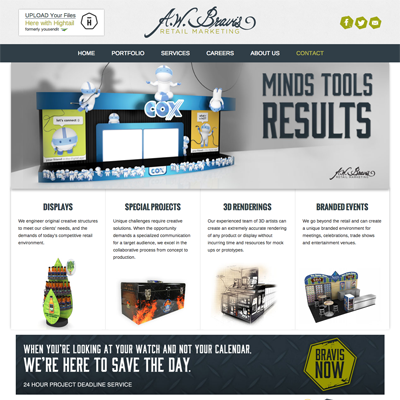 UPLOAD Your Files
Here with Hightail
formerly yousendit
H
A.W. Bravis
RETAIL MARKETING
HOME PORTFOLIO SERVICES CAREERS ABOUT US CONTACT
let's connect :)
COX
COX
MINDS TOOLS
RESULTS
A.W. Bravis
RETAIL MARKETING
DISPLAYS
We engineer original creative structures
to meet our clients' needs, and the
demands of today's competitive retail
environment.
SPECIAL PROJECTS
Unique challenges require creative
solutions. When the opportunity
demands a specialized communication
for a target audience, we excel in the
collaborative process from concept to
production.
3D RENDERINGS
Our experienced team of 3D artists can
create an extremely accurate rendering
of any product or display without
incurring time and resources for mock
ups or prototypes.
BRANDED EVENTS
We go beyond the retail and can create
a unique branded environment for
meetings, celebrations, trade shows
and entertainment venues.
WHEN YOU'RE LOOKING AT YOUR WATCH AND NOT YOUR CALENDAR,
WE'RE HERE TO SAVE THE DAY.
24 HOUR PROJECT DEADLINE SERVICE
BRAVIS
NOW